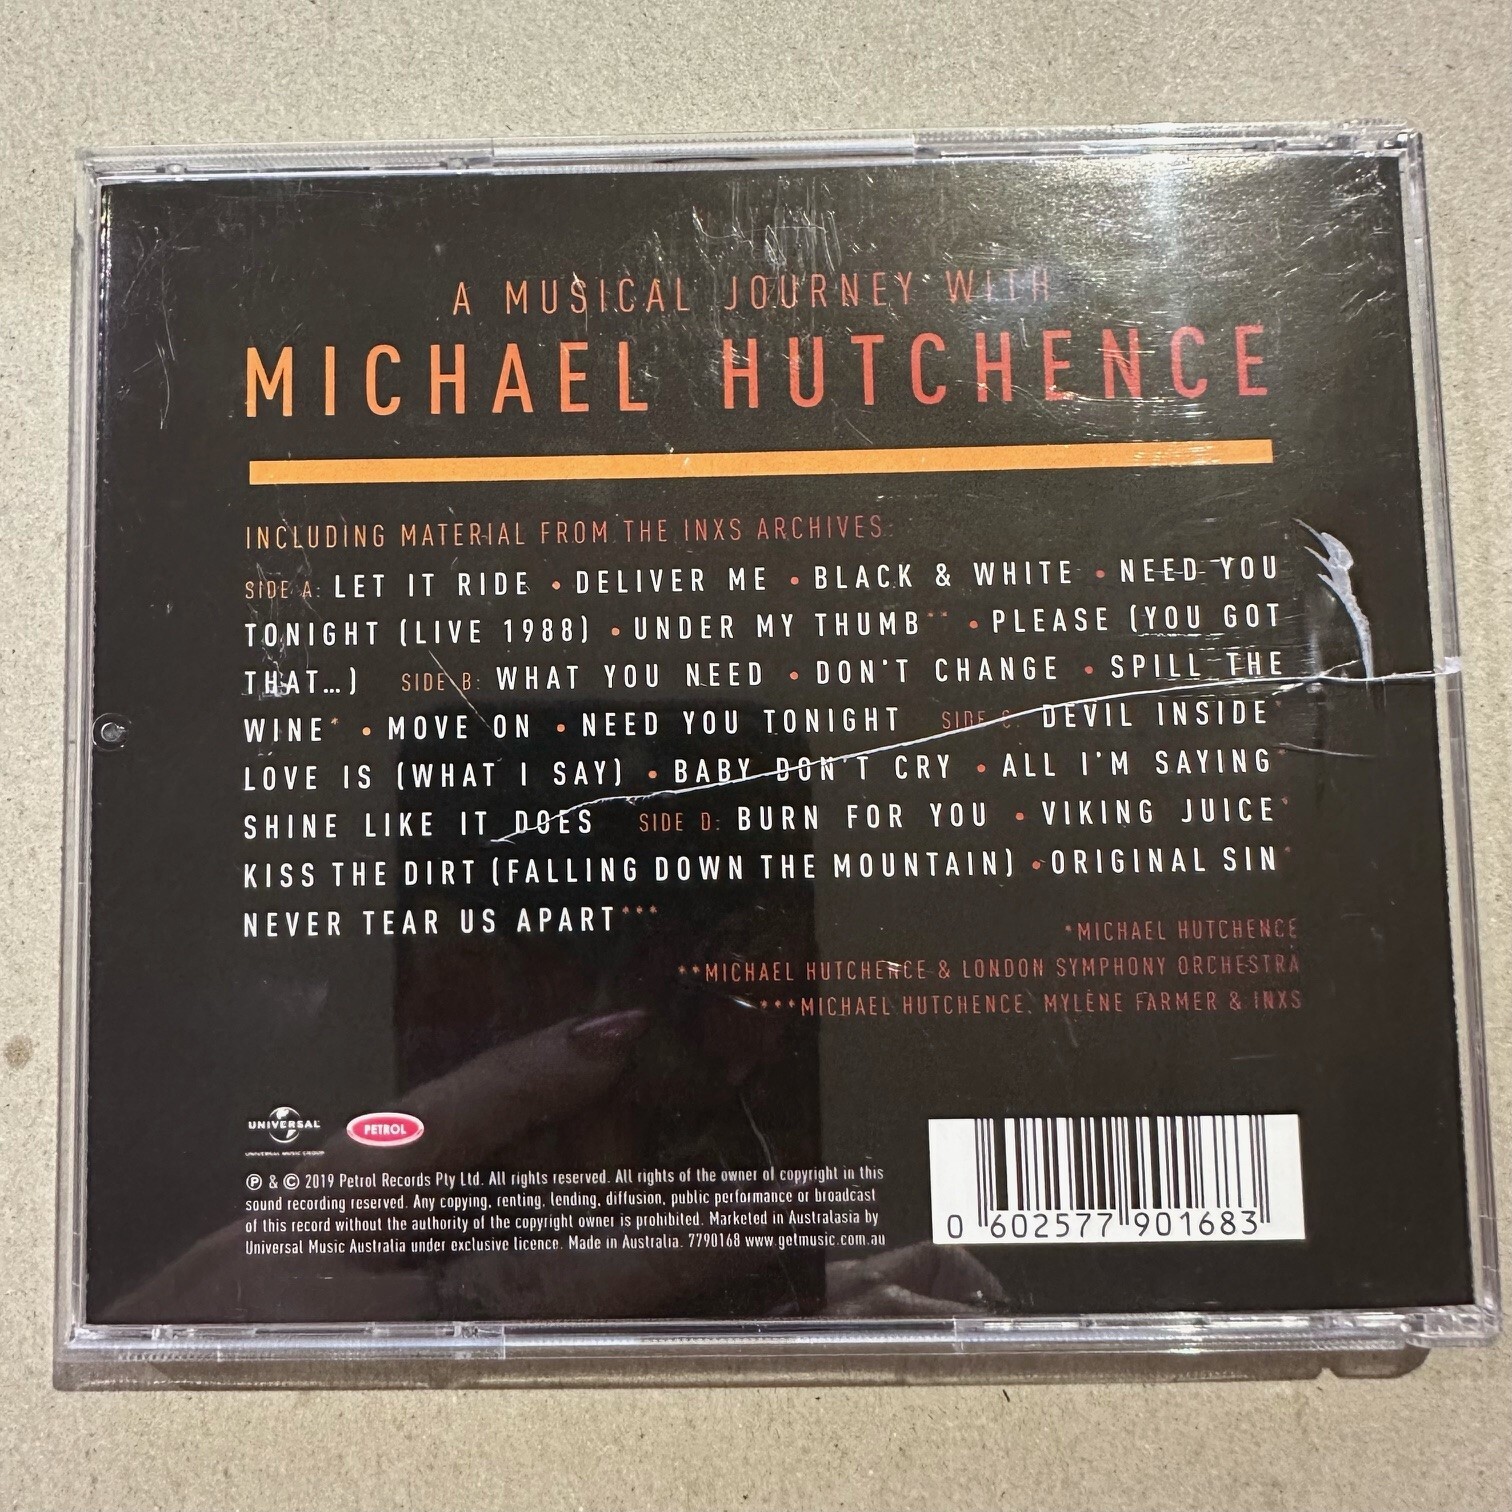 A MUSICAL JOURNEY WITH
MICHAEL HUTCHENCE
INCLUDING MATERIAL FROM THE INXS ARCHIVES:
SIDE A: LET IT RIDE • DELIVER ME • BLACK & WHITE • NEED YOU
TONIGHT (LIVE 1988) • UNDER MY THUMB** • PLEASE (YOU GOT
THAT...) SIDE B: WHAT YOU NEED • DON'T CHANGE • SPILL THE
WINE* • MOVE ON • NEED YOU TONIGHT SIDE C: DEVIL INSIDE•
LOVE IS (WHAT I SAY) • BABY DON'T CRY • ALL I'M SAYING•
SHINE LIKE IT DOES SIDE D: BURN FOR YOU • VIKING JUICE•
KISS THE DIRT (FALLING DOWN THE MOUNTAIN) • ORIGINAL SIN•
NEVER TEAR US APART***
*MICHAEL HUTCHENCE
**MICHAEL HUTCHENCE & LONDON SYMPHONY ORCHESTRA
***MICHAEL HUTCHENCE, MYLÈNE FARMER & INXS
UNIVERSAL
UNIVERSAL MUSIC GROUP
PETROL
℗ & © 2019 Petrol Records Pty Ltd. All rights reserved. All rights of the owner of copyright in this
sound recording reserved. Any copying, renting, lending, diffusion, public performance or broadcast
of this record without the authority of the copyright owner is prohibited. Marketed in Australasia by
Universal Music Australia under exclusive licence. Made in Australia. 7790168 www.getmusic.com.au
0 602577 901683